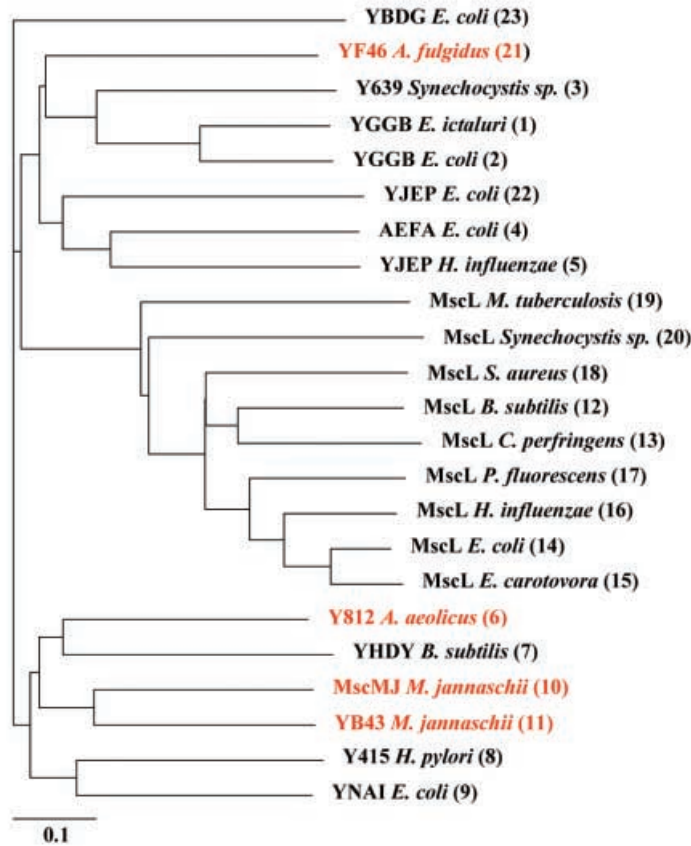 YBDG E. coli (23)
YF46 A. fulgidus (21)
Y639 Synechocystis sp. (3)
YGGB E. ictaluri (1)
YGGB E. coli (2)
YJEP E. coli (22)
AEFA E. coli (4)
YJEP H. influenzae (5)
MscL M. tuberculosis (19)
MscL Synechocystis sp. (20)
MscL S. aureus (18)
MscL B. subtilis (12)
MscL C. perfringens (13)
MscL P. fluorescens (17)
MscL H. influenzae (16)
MscL E. coli (14)
MscL E. carotovora (15)
Y812 A. aeolicus (6)
YHDY B. subtilis (7)
MscMJ M. jannaschii (10)
YB43 M. jannaschii (11)
Y415 H. pylori (8)
YNAI E. coli (9)
0.1